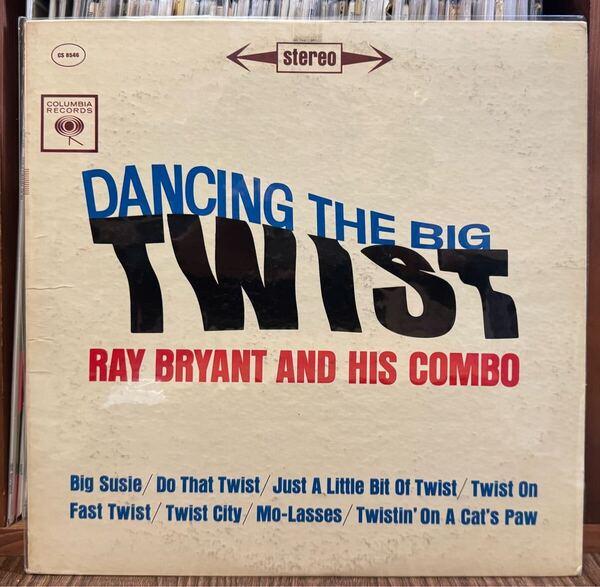 stereo
CS 8546
COLUMBIA
RECORDS
DANCING THE BIG
TWIST
RAY BRYANT AND HIS COMBO
Big Susie/Do That Twist/Just A Little Bit Of Twist/Twist On
Fast Twist/Twist City/Mo-Lasses/Twistin' On A Cat's Paw